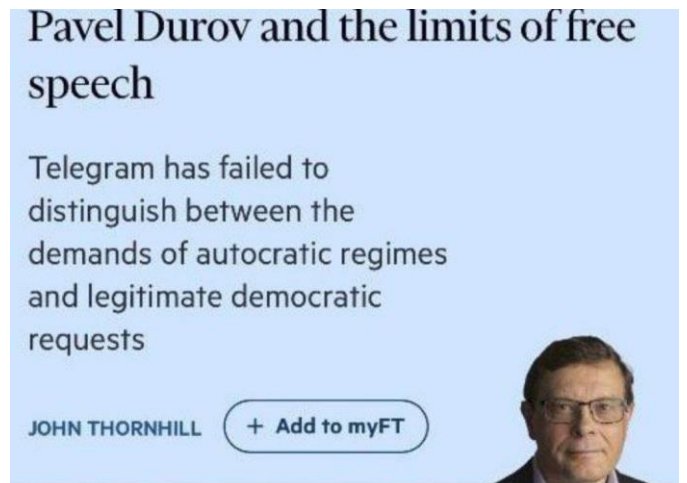 Pavel Durov and the limits of free
speech
Telegram has failed to
distinguish between the
demands of autocratic regimes
and legitimate democratic
requests
JOHN THORNHILL
+ Add to myFT